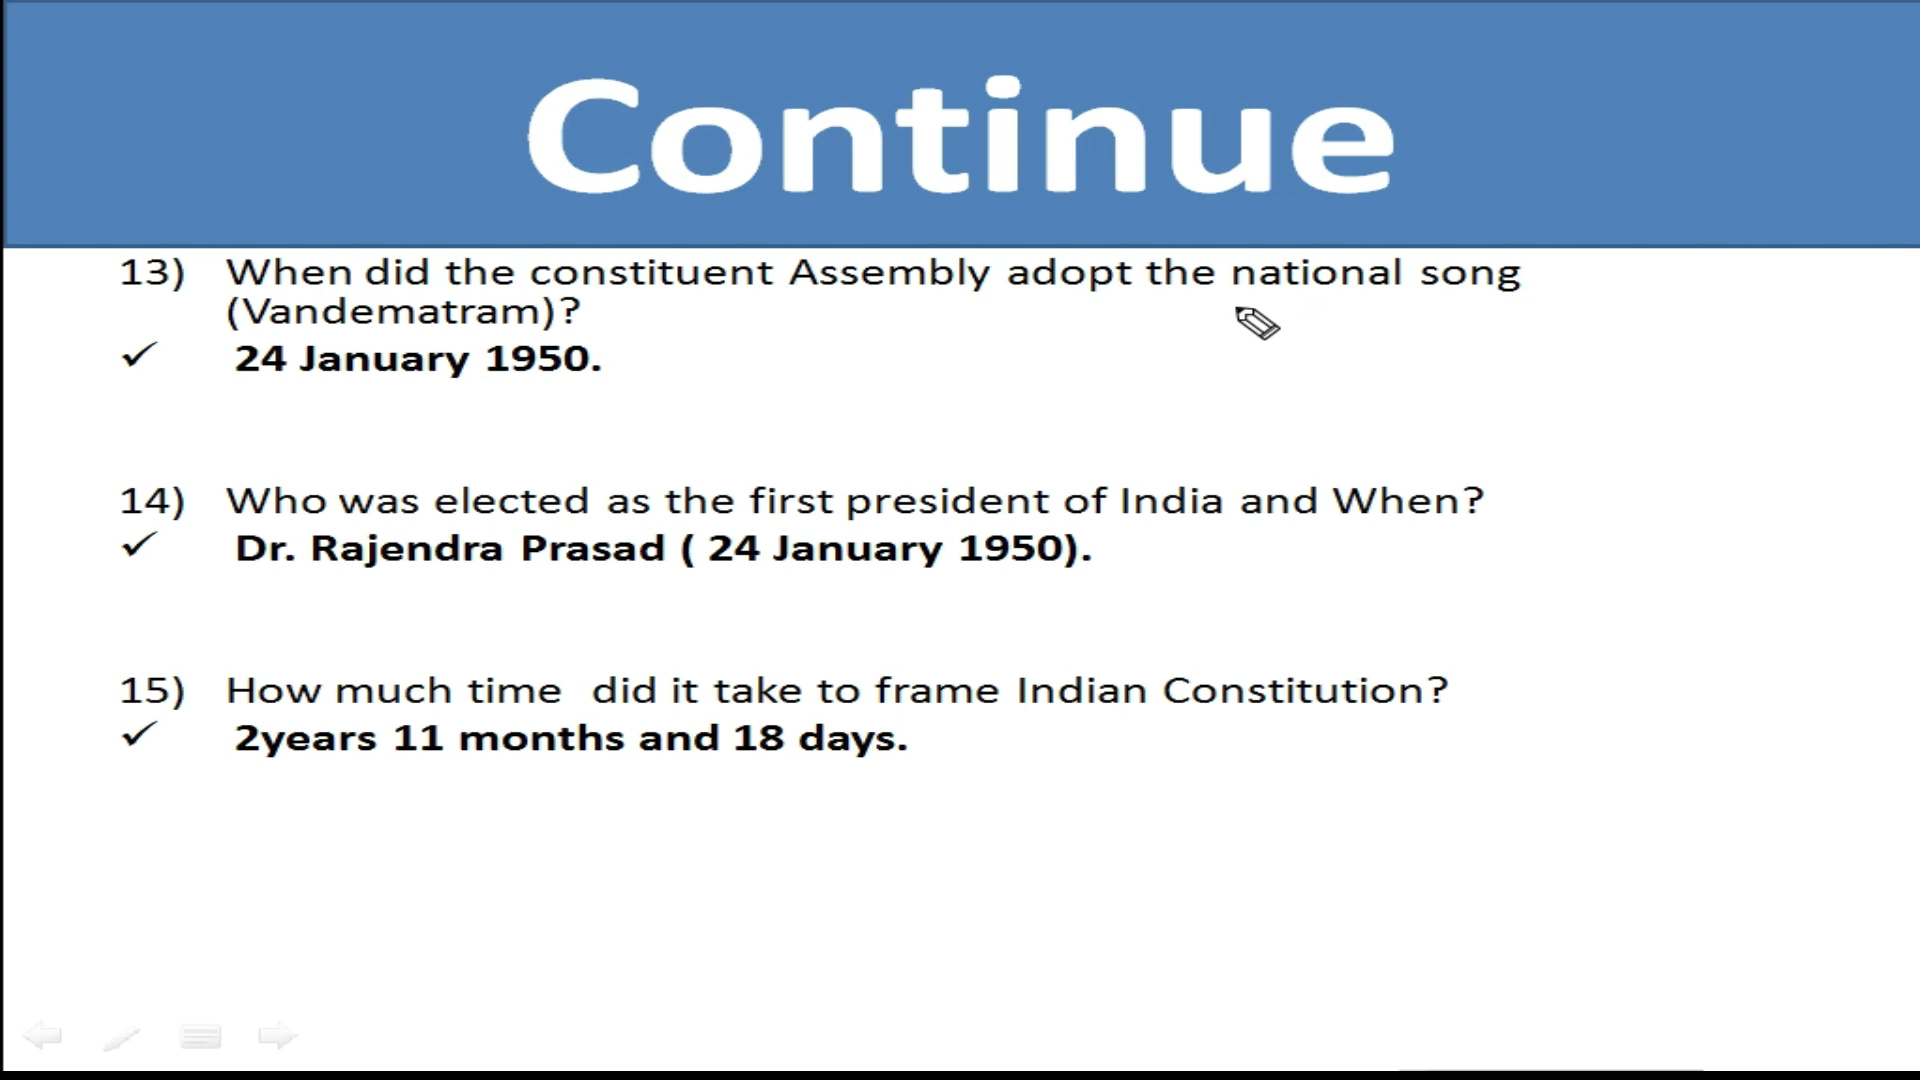 Continue
13) When did the constituent Assembly adopt the national song
(Vandematram)?
✓ 24 January 1950.
14) Who was elected as the first president of India and When?
✓ Dr. Rajendra Prasad ( 24 January 1950).
15) How much time did it take to frame Indian Constitution?
✓ 2years 11 months and 18 days.